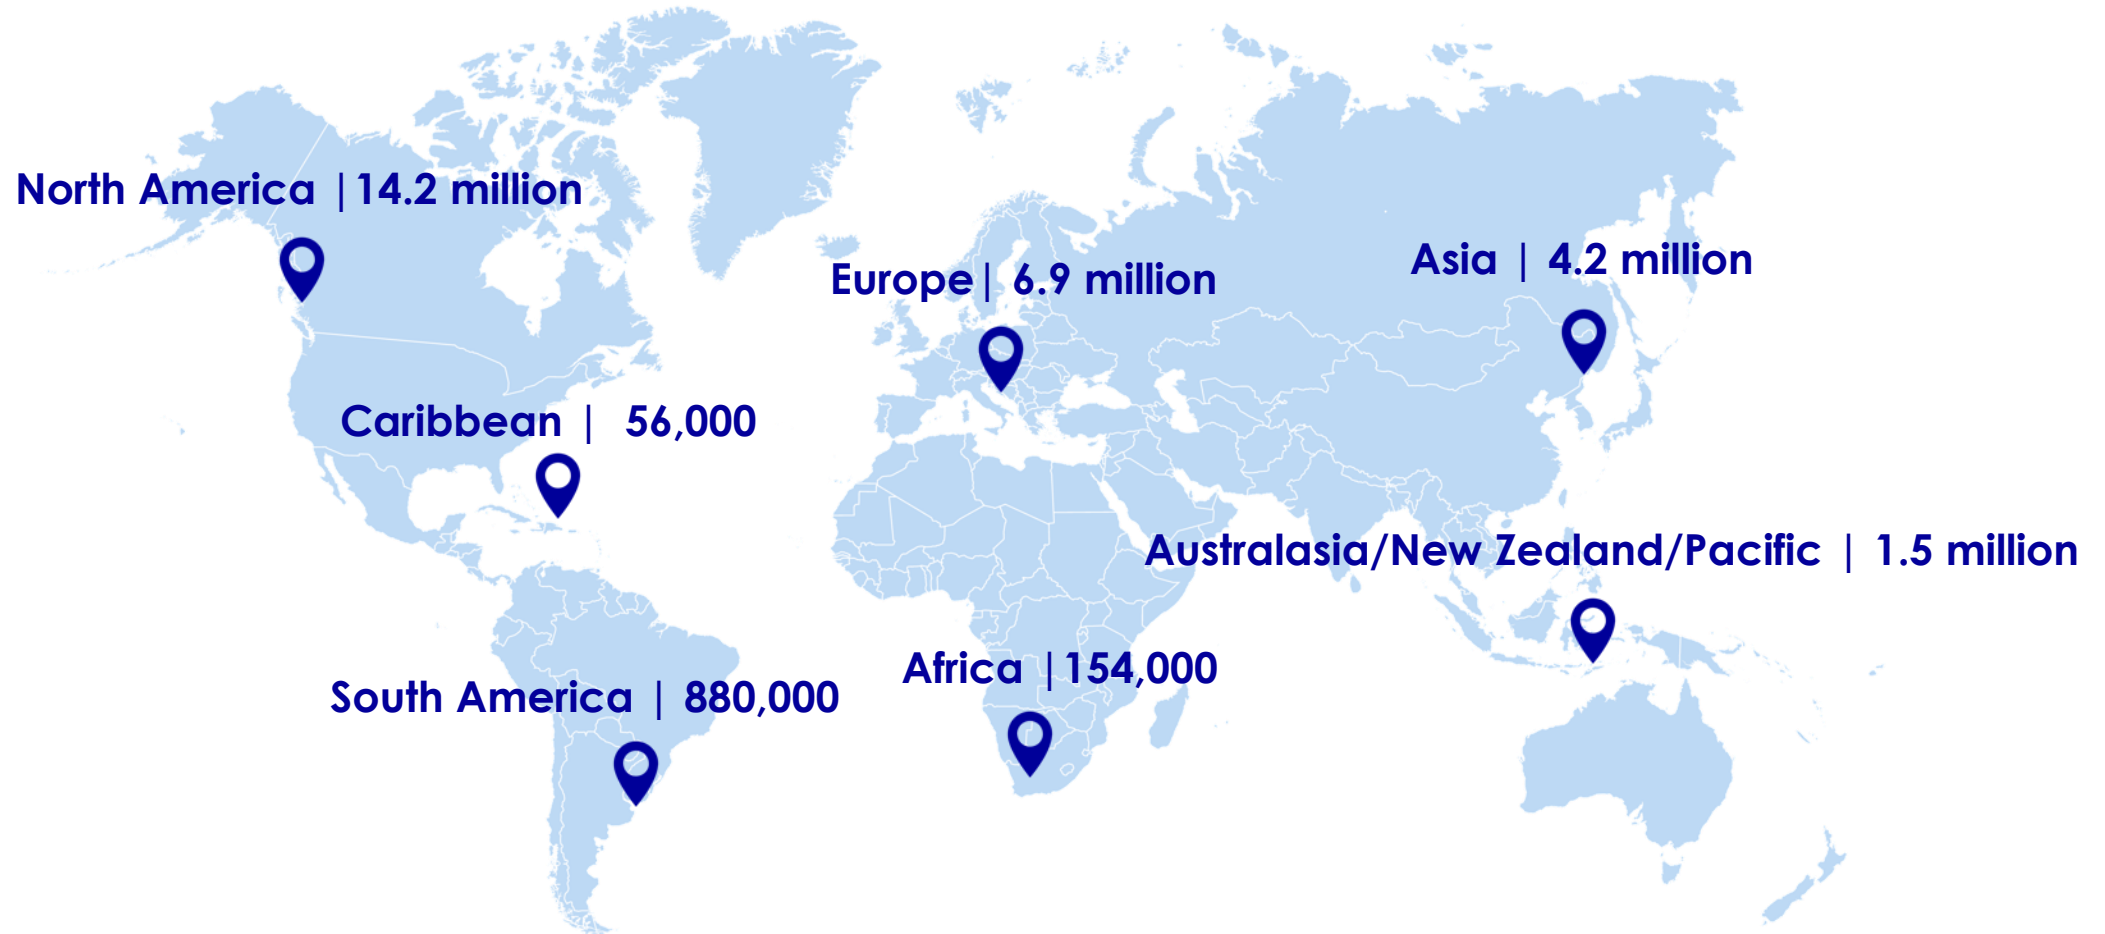 North America |14.2 million
Europe| 6.9 million
Asia | 4.2 million
Caribbean | 56,000
Australasia/New Zealand/Pacific | 1.5 million
South America | 880,000
Africa |154,000